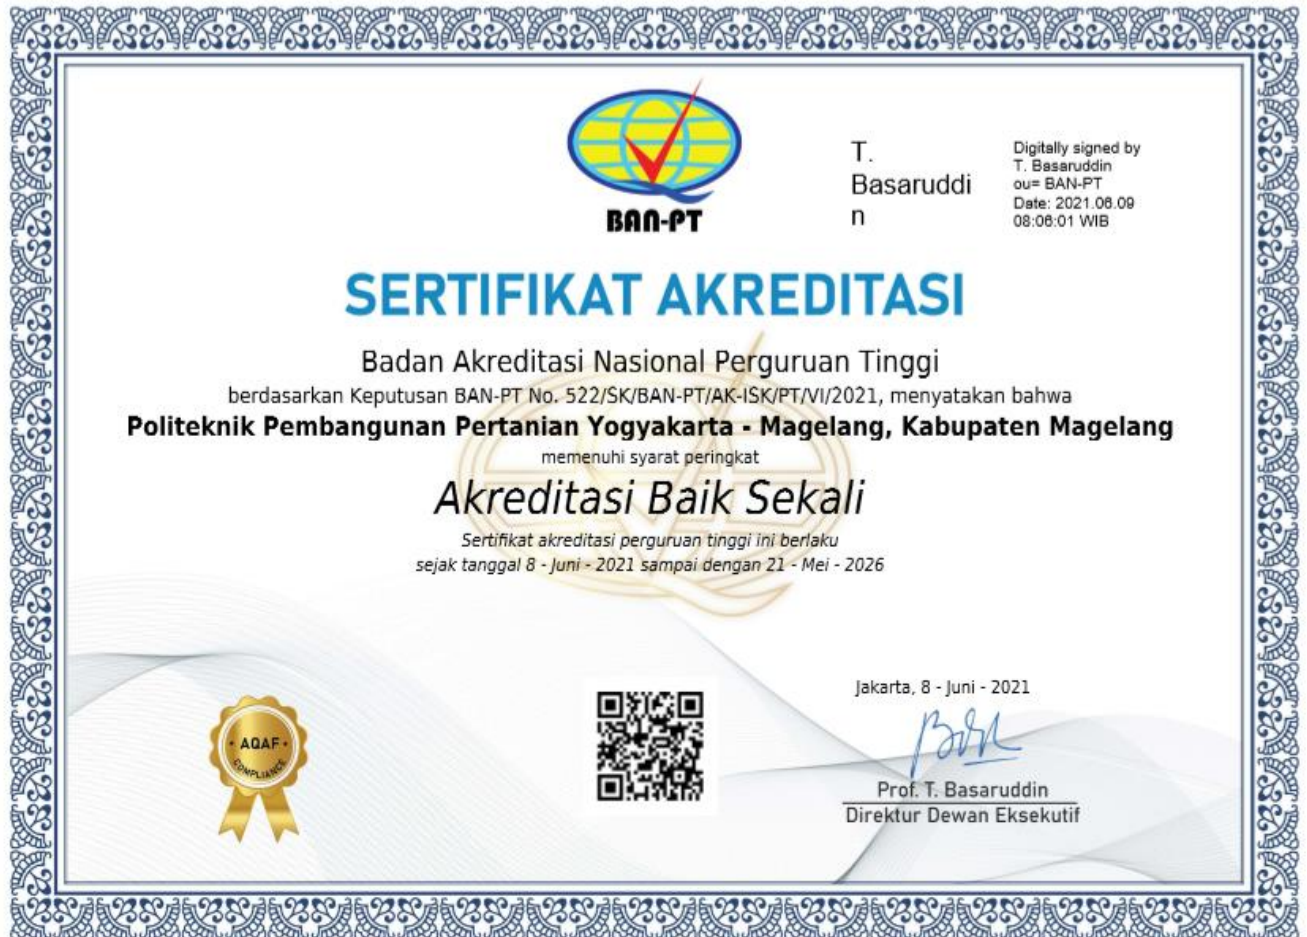 BAN-PT
T.
Basaruddi
n
Digitally signed by
T. Basaruddin
ou= BAN-PT
Date: 2021.06.09
08:06:01 WIB
SERTIFIKAT AKREDITASI
Badan Akreditasi Nasional Perguruan Tinggi
berdasarkan Keputusan BAN-PT No. 522/SK/BAN-PT/AK-ISK/PT/VI/2021, menyatakan bahwa
Politeknik Pembangunan Pertanian Yogyakarta - Magelang, Kabupaten Magelang
memenuhi syarat peringkat
Akreditasi Baik Sekali
Sertifikat akreditasi perguruan tinggi ini berlaku
sejak tanggal 8 - Juni - 2021 sampai dengan 21 - Mei - 2026
AQAF
COMPLIANCE
Jakarta, 8 - Juni - 2021
Prof. T. Basaruddin
Direktur Dewan Eksekutif